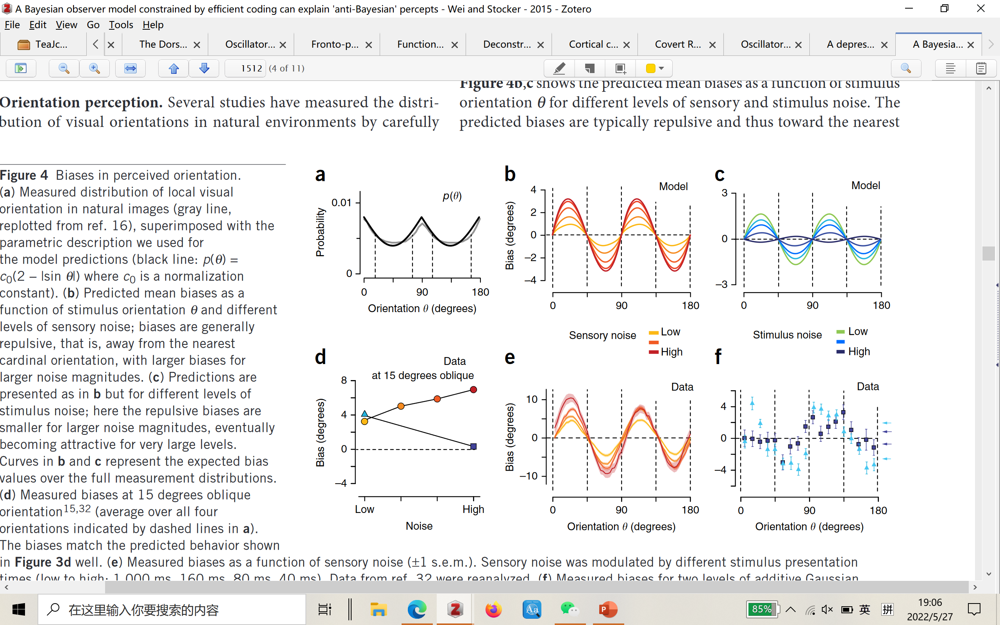 A Bayesian observer model constrained by efficient coding can explain 'anti-Bayesian' percepts - Wei and Stocker - 2015 - Zotero
File Edit View Go Tools Help
TeaJc...
The Dors...
Oscillator...
Fronto-p...
Function...
Deconstr...
Cortical c...
Covert R...
Oscillator...
A depres...
A Bayesia...
1512 (4 of 11)
Orientation perception. Several studies have measured the distri-
bution of visual orientations in natural environments by carefully
Figure 4b,c shows the predicted mean biases as a function of stimulus
orientation θ for different levels of sensory and stimulus noise. The
predicted biases are typically repulsive and thus toward the nearest
Figure 4 Biases in perceived orientation.
(a) Measured distribution of local visual
orientation in natural images (gray line,
replotted from ref. 16), superimposed with the
parametric description we used for
the model predictions (black line: p(θ) =
c0(2 – |sin θ|) where c0 is a normalization
constant). (b) Predicted mean biases as a
function of stimulus orientation θ and different
levels of sensory noise; biases are generally
repulsive, that is, away from the nearest
cardinal orientation, with larger biases for
larger noise magnitudes. (c) Predictions are
presented as in b but for different levels of
stimulus noise; here the repulsive biases are
smaller for larger noise magnitudes, eventually
becoming attractive for very large levels.
Curves in b and c represent the expected bias
values over the full measurement distributions.
(d) Measured biases at 15 degrees oblique
orientation15,32 (average over all four
orientations indicated by dashed lines in a).
The biases match the predicted behavior shown
in Figure 3d well. (e) Measured biases as a function of sensory noise (±1 s.e.m.). Sensory noise was modulated by different stimulus presentation
times (low to high: 1,000 ms, 160 ms, 80 ms, 40 ms). Data from ref. 32 were reanalyzed. (f) Measured biases for two levels of additive Gaussian
a
p(θ)
Probability
0.01
0
0 90 180
Orientation θ (degrees)
b
Model
Bias (degrees)
4
2
0
–2
–4
0 90 180
Sensory noise
Low
High
c
Model
3
0
–3
0 90 180
Stimulus noise
Low
High
d
Data
at 15 degrees oblique
Bias (degrees)
8
4
0
–4
Low High
Noise
e
Data
Bias (degrees)
10
0
–10
0 90 180
Orientation θ (degrees)
f
Data
4
0
–4
0 90 180
Orientation θ (degrees)
在这里输入你要搜索的内容
Aa
85%
英
拼
19:06
2022/5/27